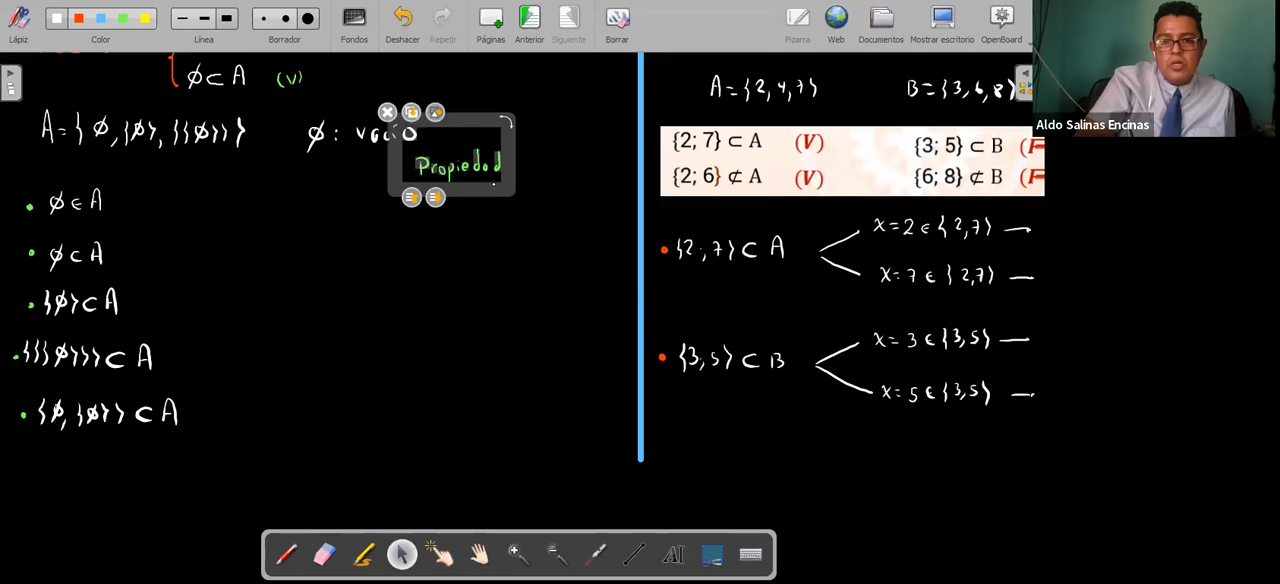 Lápiz Color Línea Borrador Fondos Deshacer Repetir Páginas Anterior Siguiente Borrar Pizarra Web Documentos Mostrar escritorio OpenBoard
Aldo Salinas Encinas
∅ ⊂ A (V)
A = {∅, {∅}, {{∅}}} ∅ : vacío
Propiedad
• ∅ ∈ A
• ∅ ⊂ A
• {∅} ⊂ A
• {{{∅}}} ⊂ A
• {∅, {∅}} ⊂ A
A = {2, 4, 7} B = {3, 6, 8}
{2; 7} ⊂ A (V) {3; 5} ⊂ B (F
{2; 6} ⊄ A (V) {6; 8} ⊄ B (F
• {2; 7} ⊂ A
x = 2 ∈ {2, 7} —
x = 7 ∈ {2, 7} —
• {3, 5} ⊂ B
x = 3 ∈ {3, 5} —
x = 5 ∈ {3, 5} —
AI